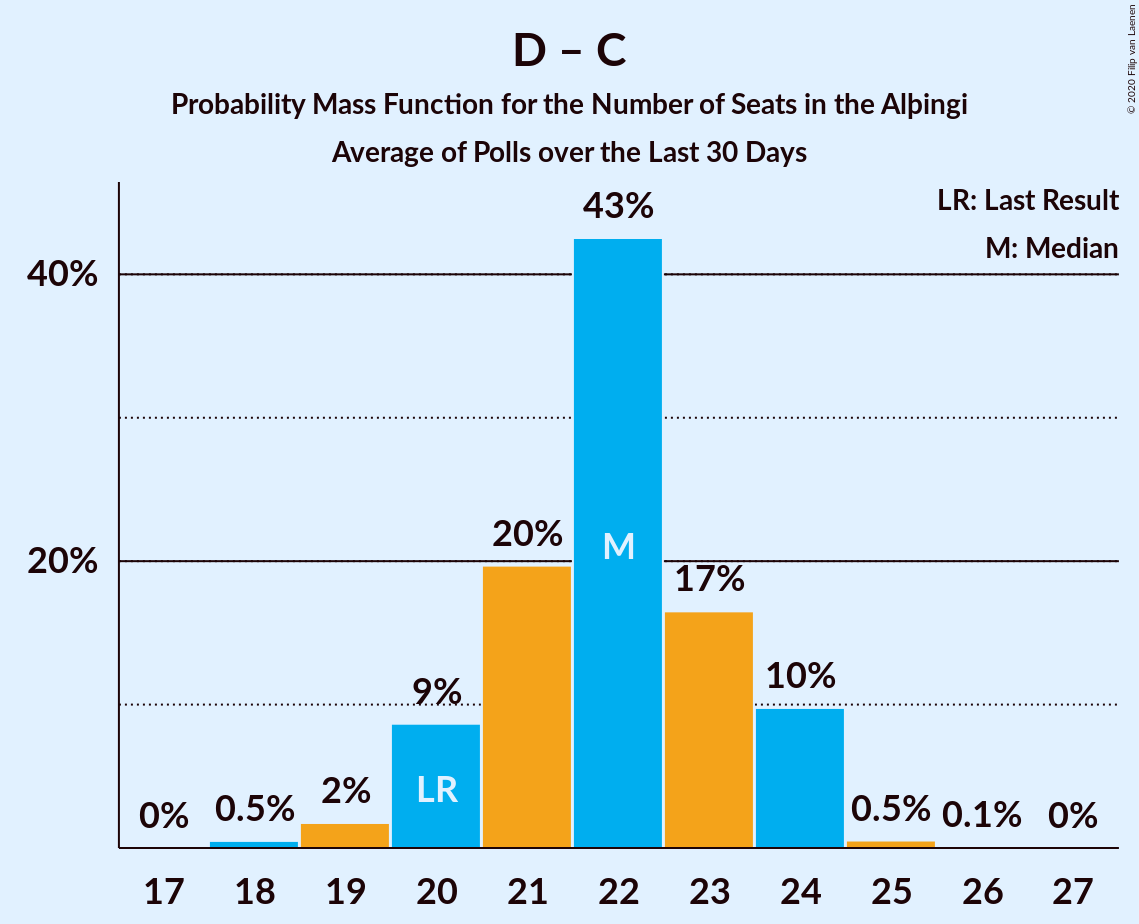 D – C
Probability Mass Function for the Number of Seats in the Alþingi
Average of Polls over the Last 30 Days
© 2020 Filip van Laenen
LR: Last Result
M: Median
40%
20%
0%
0.5%
2%
9%
20%
43%
17%
10%
0.5%
0.1%
0%
LR
M
17 18 19 20 21 22 23 24 25 26 27